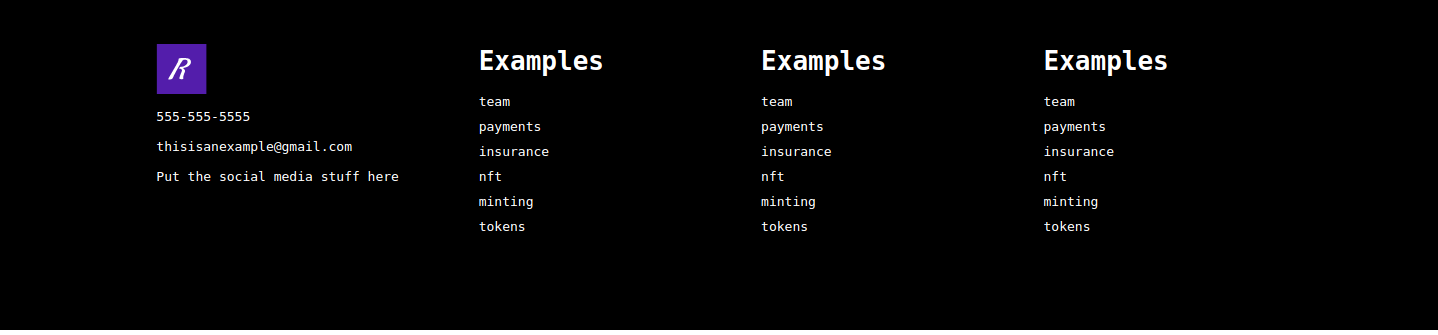 R
555-555-5555
thisisanexample@gmail.com
Put the social media stuff here
Examples
team
payments
insurance
nft
minting
tokens
Examples
team
payments
insurance
nft
minting
tokens
Examples
team
payments
insurance
nft
minting
tokens